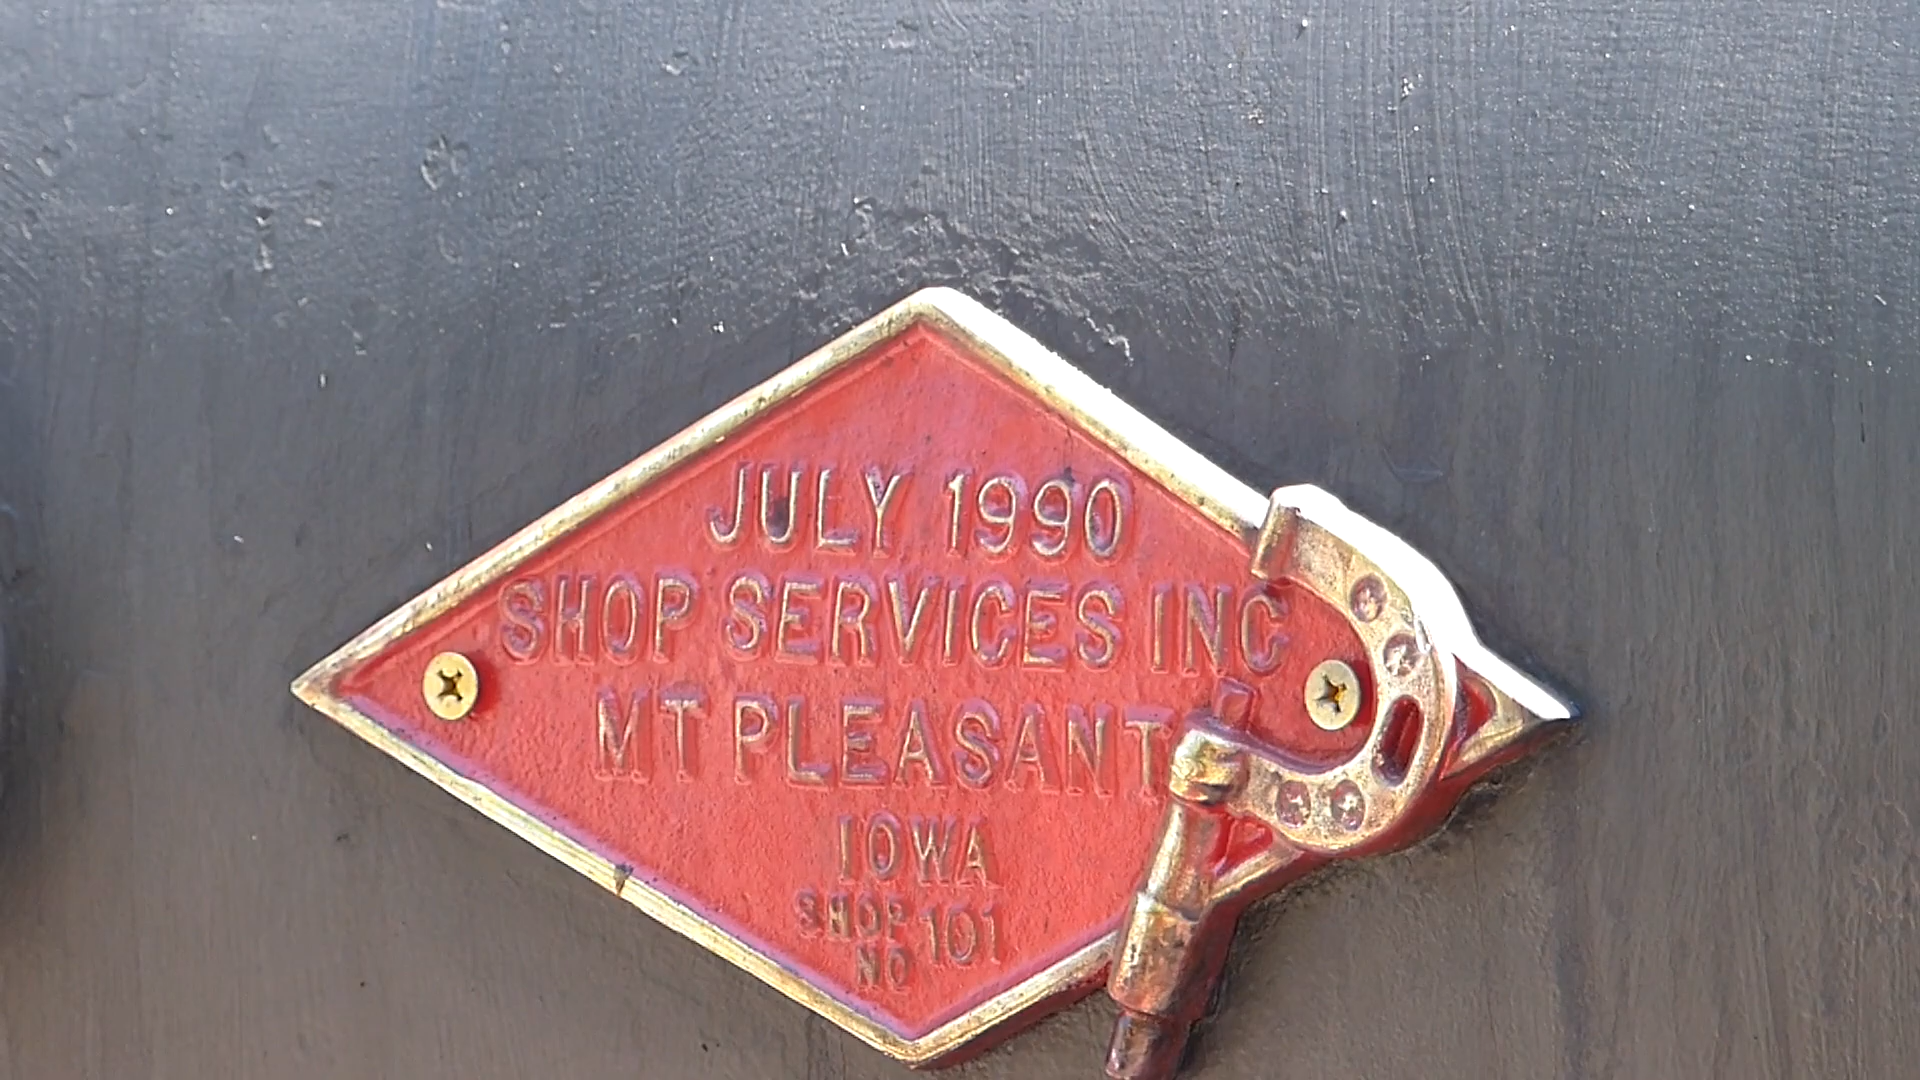 JULY 1990
SHOP SERVICES INC
MT PLEASANT
IOWA
SHOP NO 101